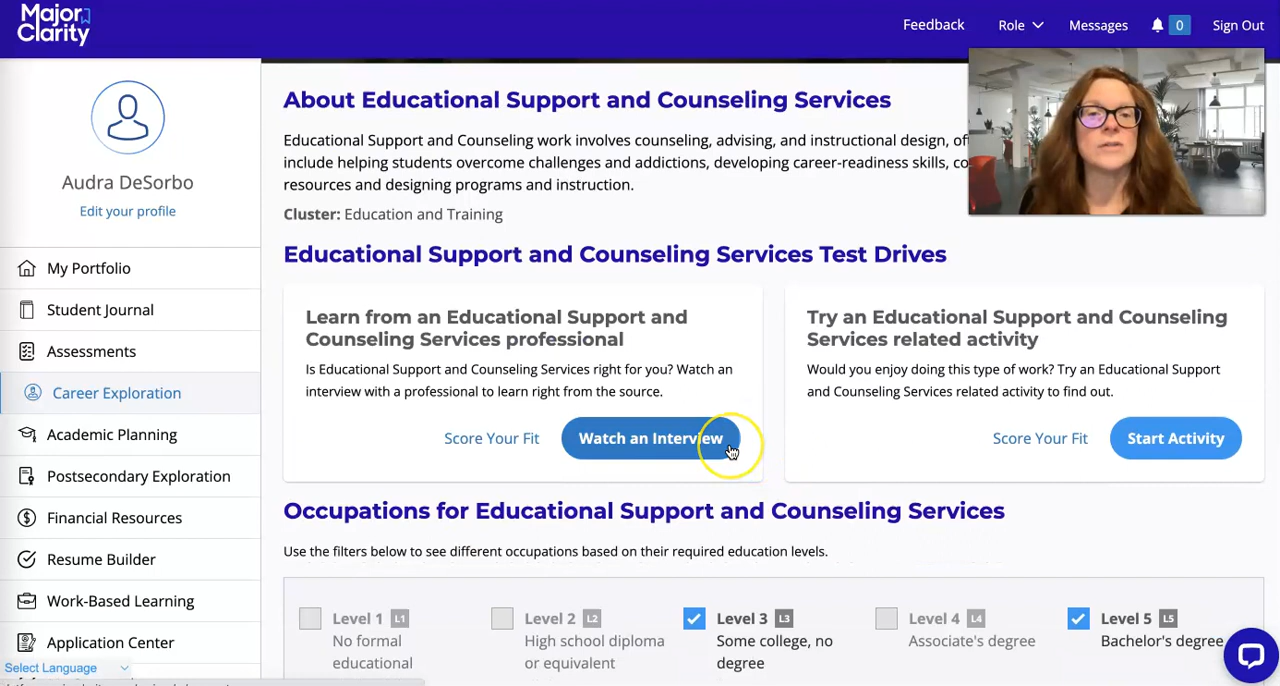 Major
Clarity
Feedback
Role
Messages
0
Sign Out
Audra DeSorbo
Edit your profile
My Portfolio
Student Journal
Assessments
Career Exploration
Academic Planning
Postsecondary Exploration
Financial Resources
Resume Builder
Work-Based Learning
Application Center
Select Language
About Educational Support and Counseling Services
Educational Support and Counseling work involves counseling, advising, and instructional design,
include helping students overcome challenges and addictions, developing career-readiness skills,
resources and designing programs and instruction.
Cluster: Education and Training
Educational Support and Counseling Services Test Drives
Learn from an Educational Support and
Counseling Services professional
Is Educational Support and Counseling Services right for you? Watch an
interview with a professional to learn right from the source.
Score Your Fit
Watch an Interview
Try an Educational Support and Counseling
Services related activity
Would you enjoy doing this type of work? Try an Educational Support
and Counseling Services related activity to find out.
Score Your Fit
Start Activity
Occupations for Educational Support and Counseling Services
Use the filters below to see different occupations based on their required education levels.
Level 1 L1
No formal
educational
Level 2 L2
High school diploma
or equivalent
Level 3 L3
Some college, no
degree
Level 4 L4
Associate's degree
Level 5 L5
Bachelor's degree